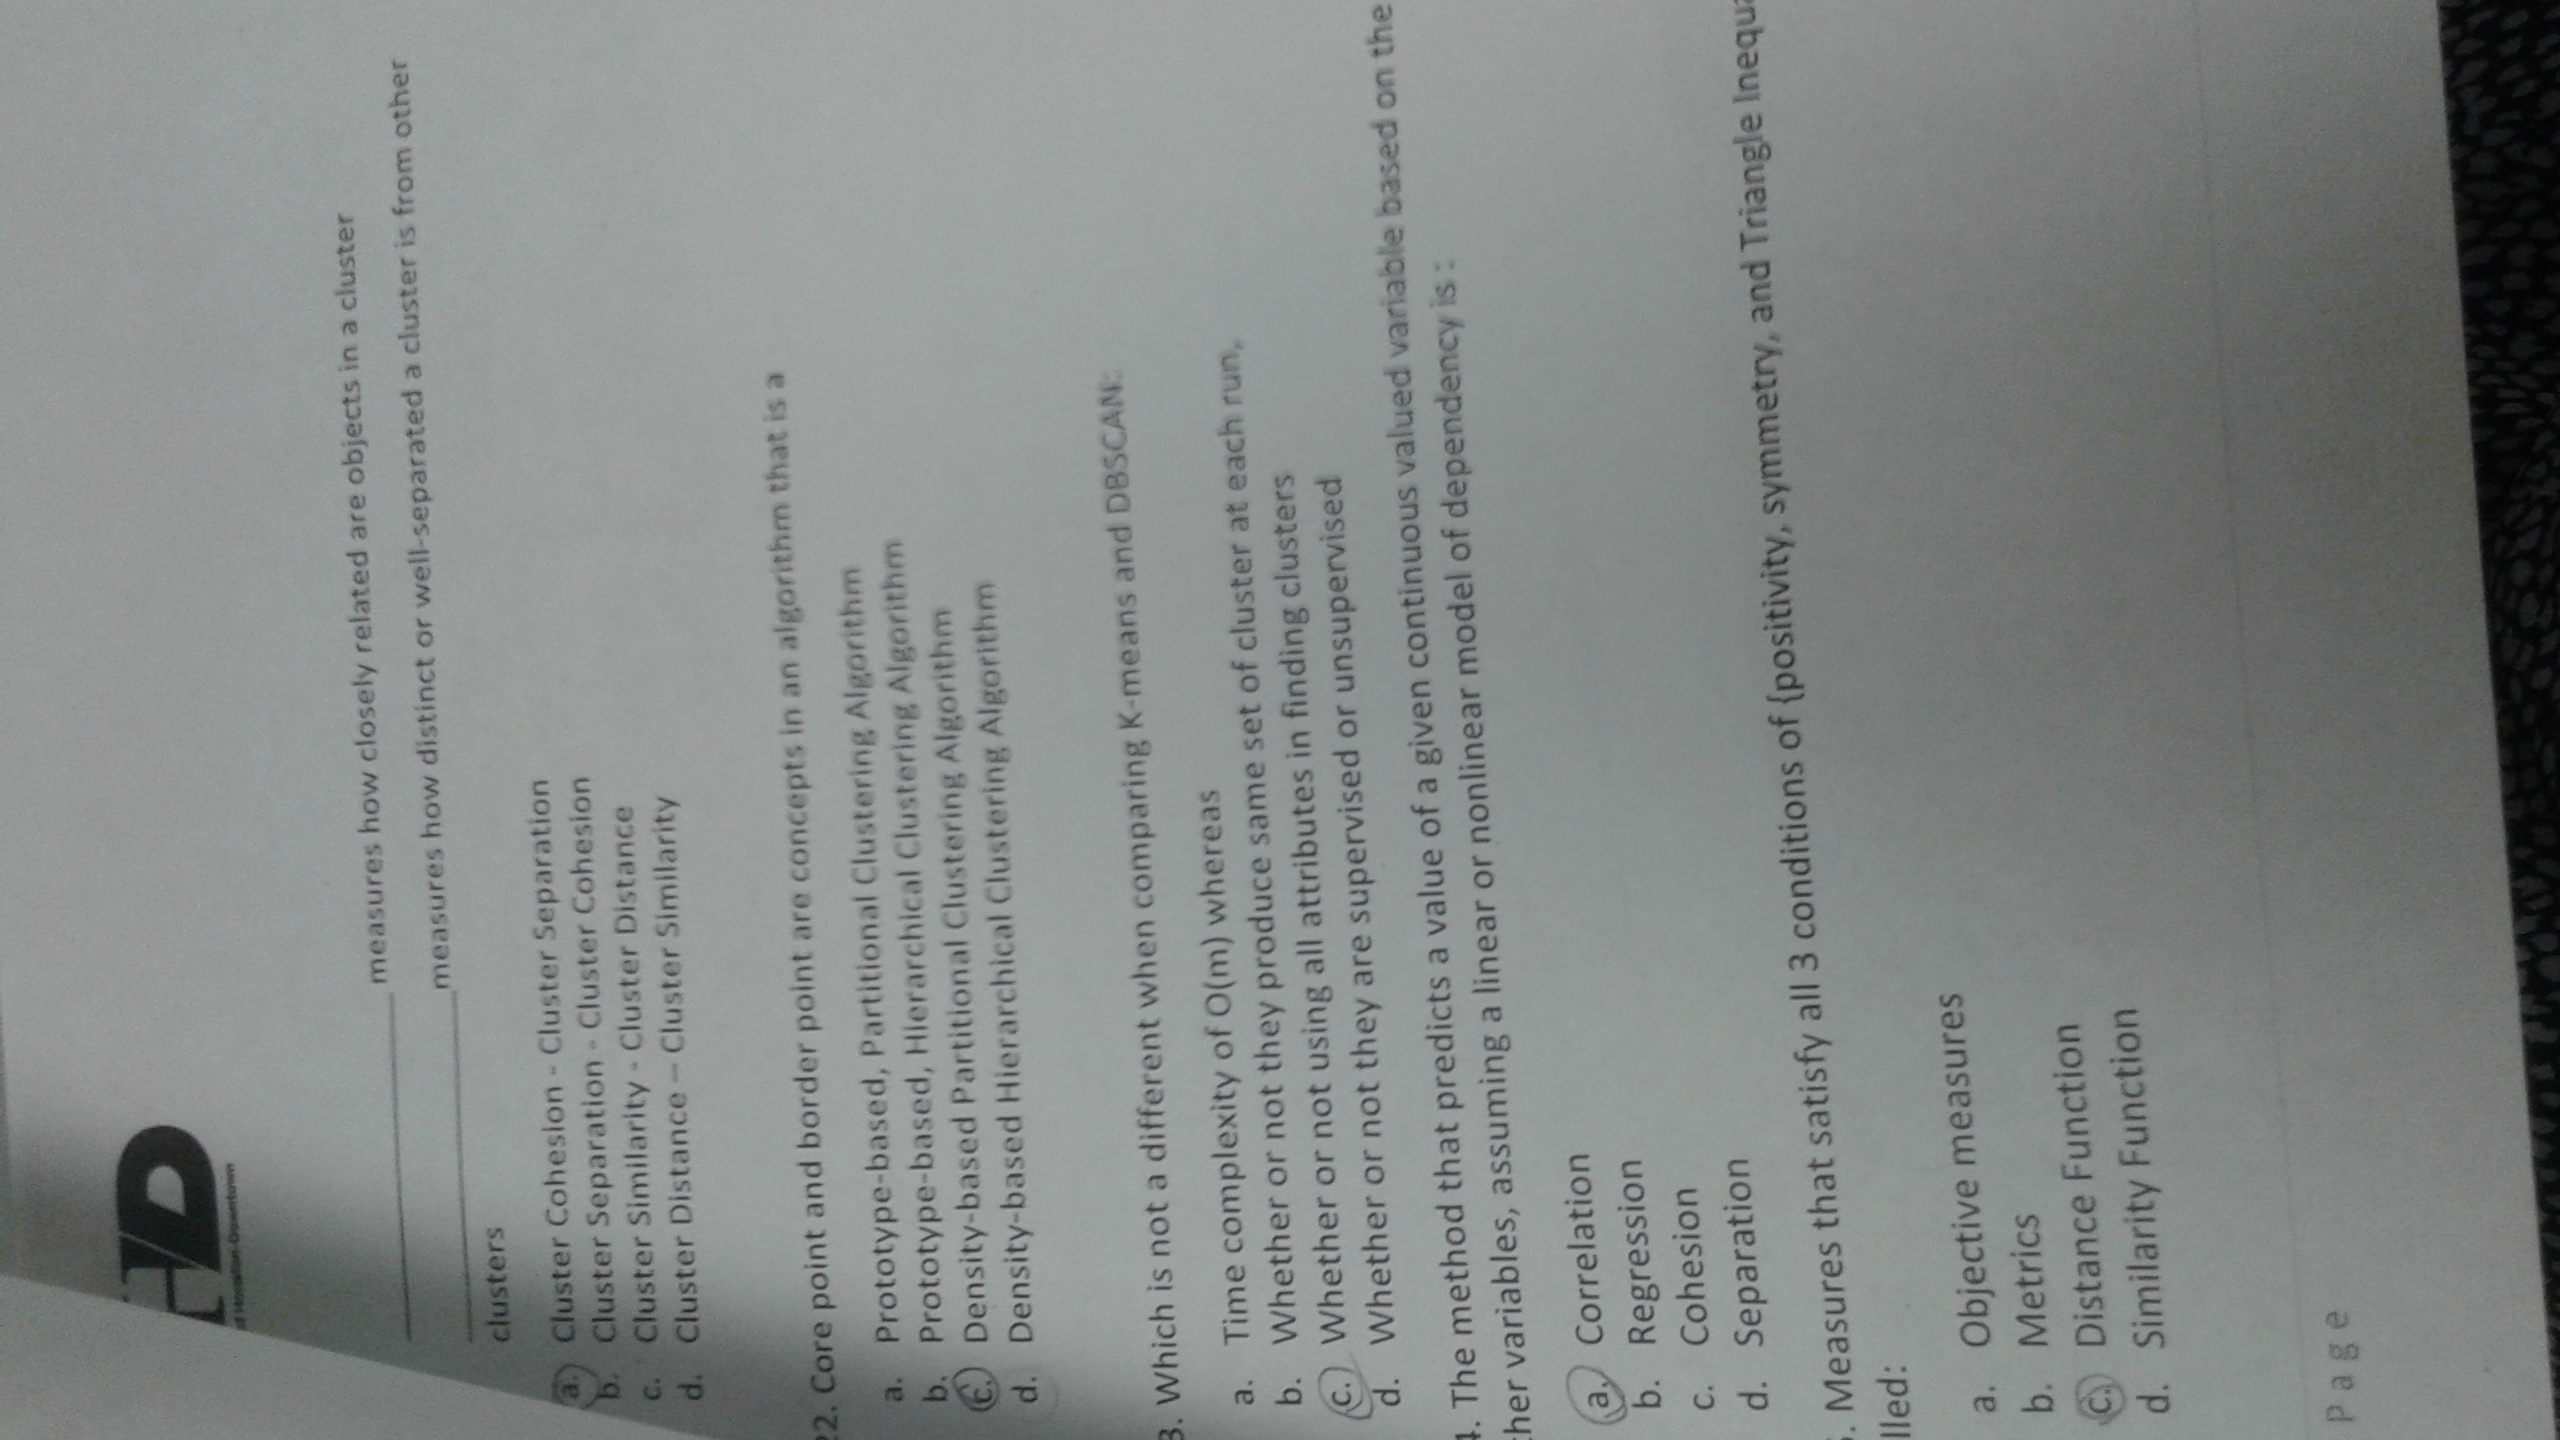 HD
of Houston-Downtown
measures how closely related are objects in a cluster
measures how distinct or well-separated a cluster is from other
clusters
a. Cluster Cohesion - Cluster Separation
b. Cluster Separation - Cluster Cohesion
c. Cluster Similarity - Cluster Distance
d. Cluster Distance – Cluster Similarity
22. Core point and border point are concepts in an algorithm that is a
a. Prototype-based, Partitional Clustering Algorithm
b. Prototype-based, Hierarchical Clustering Algorithm
c. Density-based Partitional Clustering Algorithm
d. Density-based Hierarchical Clustering Algorithm
3. Which is not a different when comparing K-means and DBSCAN:
a. Time complexity of O(m) whereas
b. Whether or not they produce same set of cluster at each run,
c. Whether or not using all attributes in finding clusters
d. Whether or not they are supervised or unsupervised
4. The method that predicts a value of a given continuous valued variable based on the
ther variables, assuming a linear or nonlinear model of dependency is :
a. Correlation
b. Regression
c. Cohesion
d. Separation
5. Measures that satisfy all 3 conditions of {positivity, symmetry, and Triangle Inequa
lled:
a. Objective measures
b. Metrics
c. Distance Function
d. Similarity Function
Page